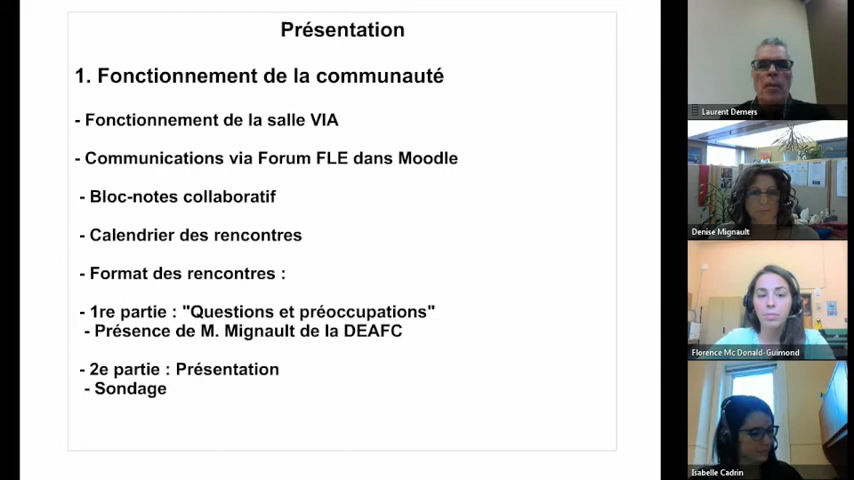 Présentation
1. Fonctionnement de la communauté
- Fonctionnement de la salle VIA
- Communications via Forum FLE dans Moodle
- Bloc-notes collaboratif
- Calendrier des rencontres
- Format des rencontres :
- 1re partie : "Questions et préoccupations"
- Présence de M. Mignault de la DEAFC
- 2e partie : Présentation
- Sondage
Laurent Demers
Denise Mignault
Florence Mc Donald-Guimond
Isabelle Cadrin